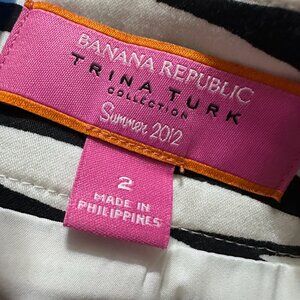 BANANA REPUBLIC
TRINA TURK
COLLECTION
Summer 2012
2
MADE IN
PHILIPPINES